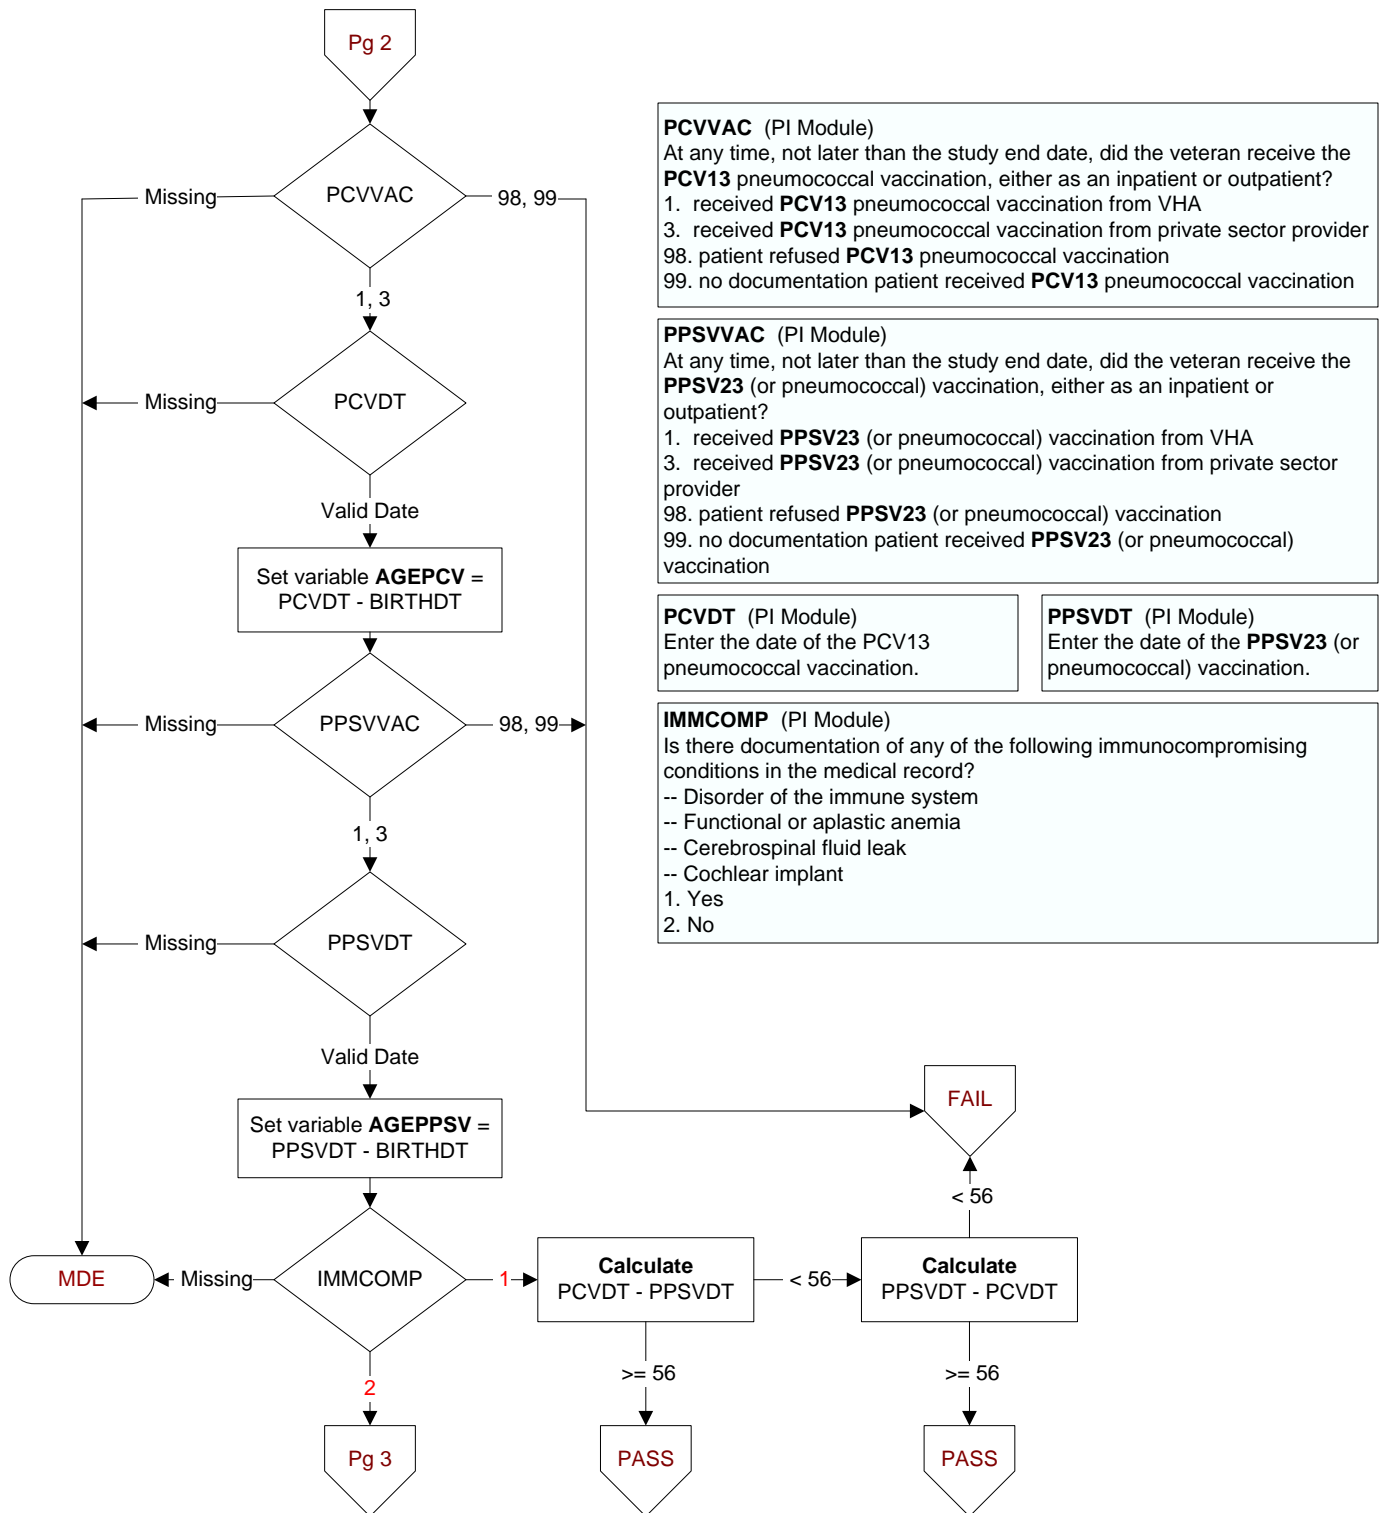 Pg 2
PCVVAC
Missing
98, 99
1, 3
PCVDT
Missing
Valid Date
Set variable AGEPCV =
PCVDT - BIRTHDT
PPSVVAC
Missing
98, 99
1, 3
PPSVDT
Missing
Valid Date
Set variable AGEPPSV =
PPSVDT - BIRTHDT
IMMCOMP
Missing
MDE
1
2
Pg 3
Calculate
PCVDT - PPSVDT
< 56
>= 56
PASS
Calculate
PPSVDT - PCVDT
< 56
FAIL
>= 56
PASS
PCVVAC (PI Module)
At any time, not later than the study end date, did the veteran receive the
PCV13 pneumococcal vaccination, either as an inpatient or outpatient?
1. received PCV13 pneumococcal vaccination from VHA
3. received PCV13 pneumococcal vaccination from private sector provider
98. patient refused PCV13 pneumococcal vaccination
99. no documentation patient received PCV13 pneumococcal vaccination
PPSVVAC (PI Module)
At any time, not later than the study end date, did the veteran receive the
PPSV23 (or pneumococcal) vaccination, either as an inpatient or
outpatient?
1. received PPSV23 (or pneumococcal) vaccination from VHA
3. received PPSV23 (or pneumococcal) vaccination from private sector
provider
98. patient refused PPSV23 (or pneumococcal) vaccination
99. no documentation patient received PPSV23 (or pneumococcal)
vaccination
PCVDT (PI Module)
Enter the date of the PCV13
pneumococcal vaccination.
PPSVDT (PI Module)
Enter the date of the PPSV23 (or
pneumococcal) vaccination.
IMMCOMP (PI Module)
Is there documentation of any of the following immunocompromising
conditions in the medical record?
-- Disorder of the immune system
-- Functional or aplastic anemia
-- Cerebrospinal fluid leak
-- Cochlear implant
1. Yes
2. No